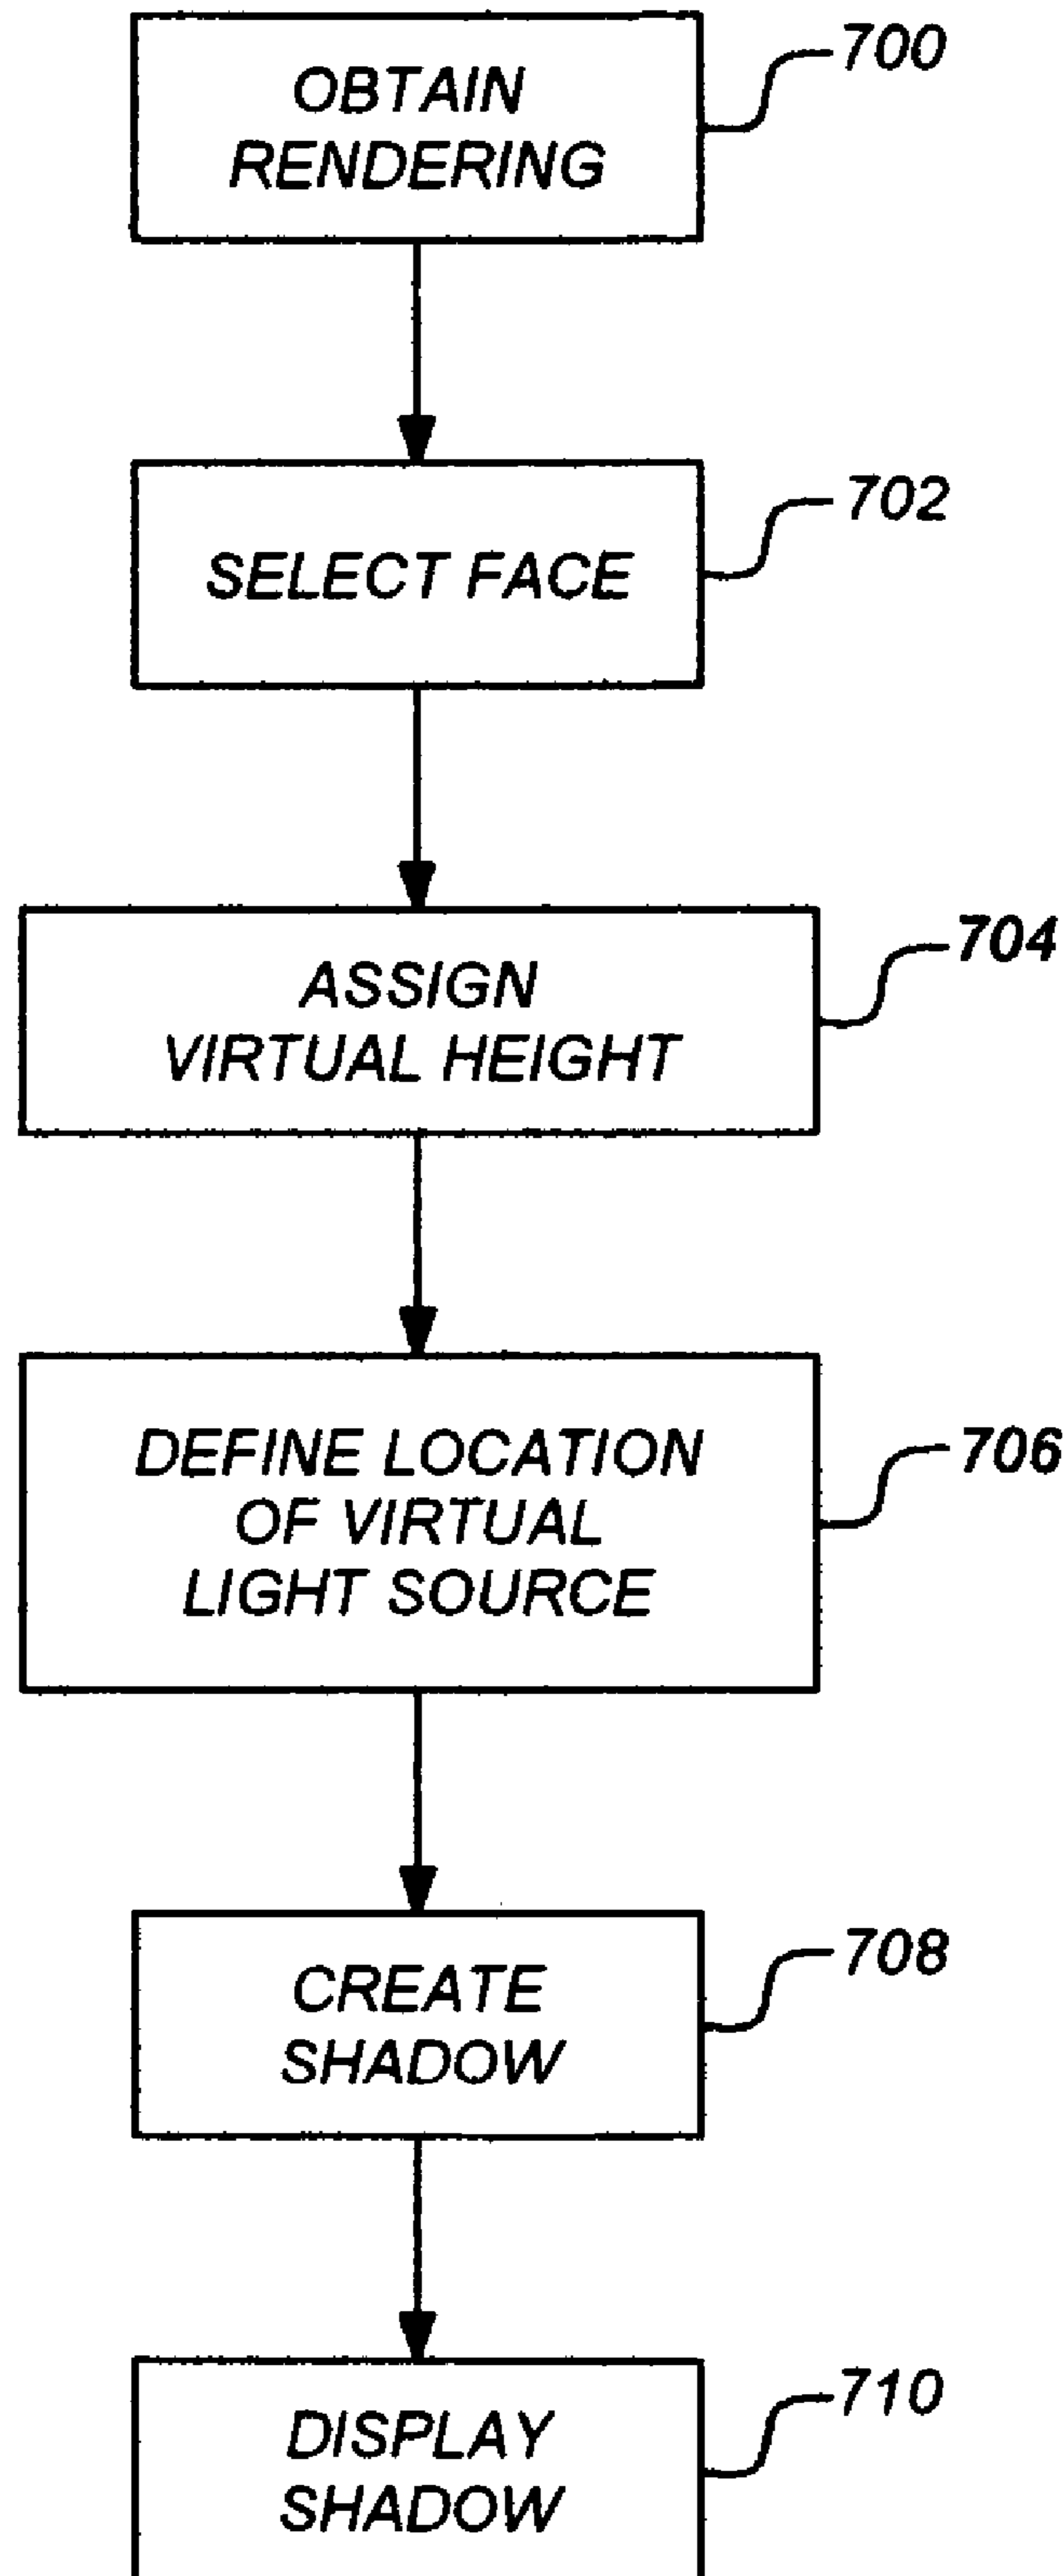 OBTAIN
RENDERING
700
SELECT FACE
702
ASSIGN
VIRTUAL HEIGHT
704
DEFINE LOCATION
OF VIRTUAL
LIGHT SOURCE
706
CREATE
SHADOW
708
DISPLAY
SHADOW
710